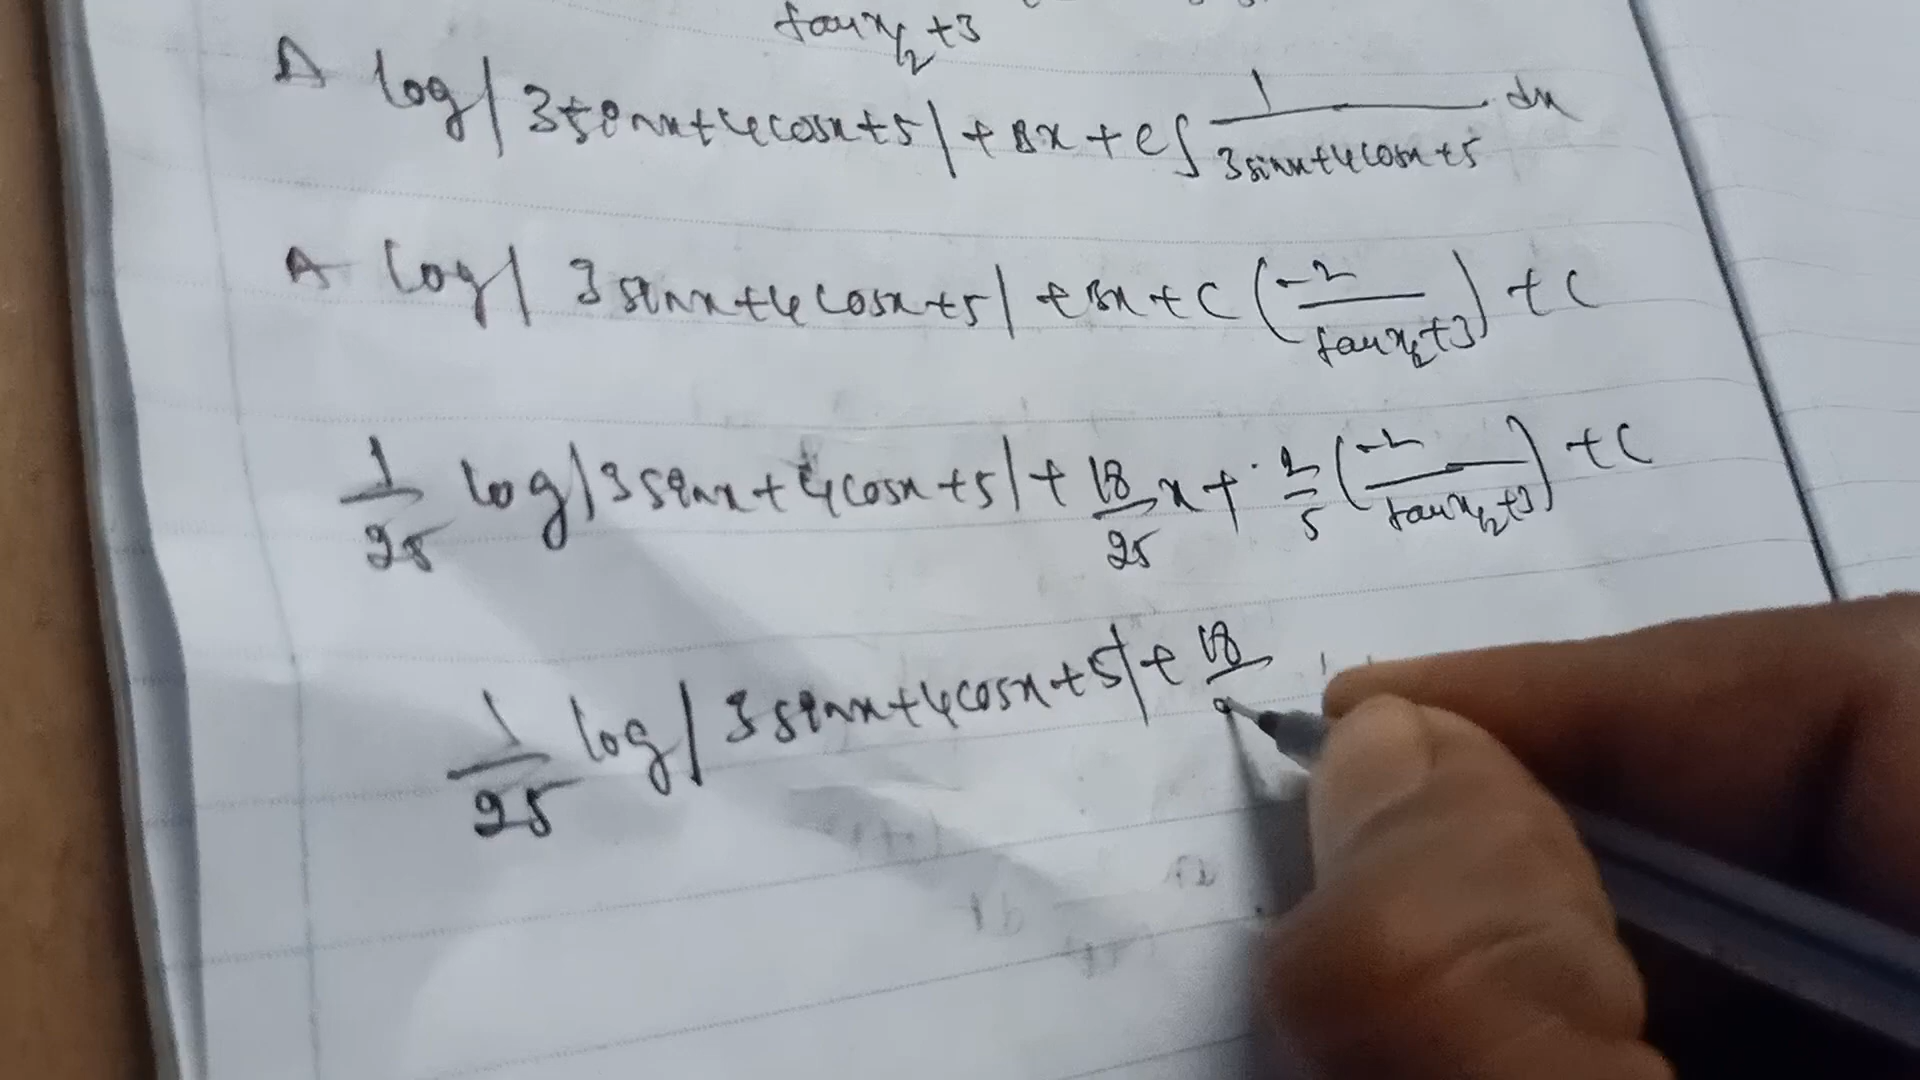 tan x/2 + 3
A log | 3 sin x + 4 cos x + 5 | + Bx + C ∫ 1/(3 sin x + 4 cos x + 5) dx
A log | 3 sin x + 4 cos x + 5 | + Bx + C (-2/(tan x/2 + 3)) + C
1/25 log | 3 sin x + 4 cos x + 5 | + 18/25 x + 2/5 (-2/(tan x/2 + 3)) + C
1/25 log | 3 sin x + 4 cos x + 5 | + 18/